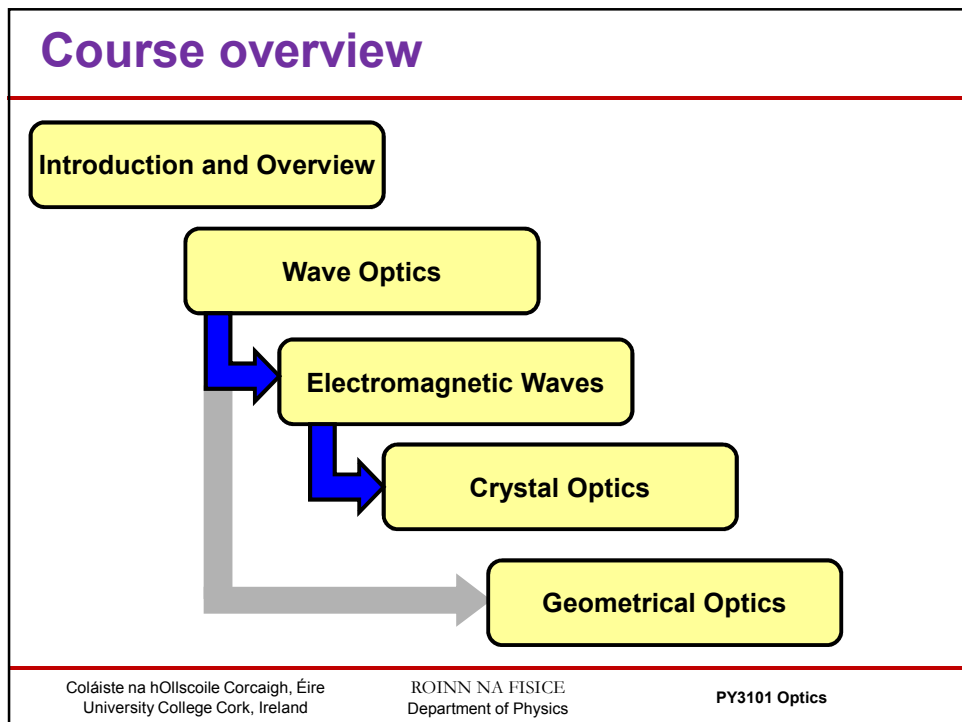 Course overview
Introduction and Overview
Wave Optics
Electromagnetic Waves
Crystal Optics
Geometrical Optics
Coláiste na hOllscoile Corcaigh, Éire
University College Cork, Ireland
ROINN NA FISICE
Department of Physics
PY3101 Optics